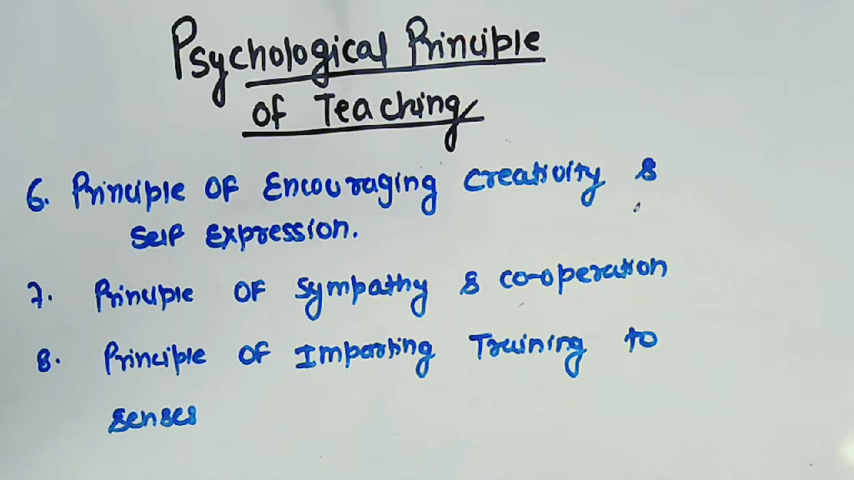 Psychological Principle
of Teaching
6. Principle of Encouraging Creativity &
Self Expression.
7. Principle of Sympathy & co-operation
8. Principle of Imparting Training to
senses